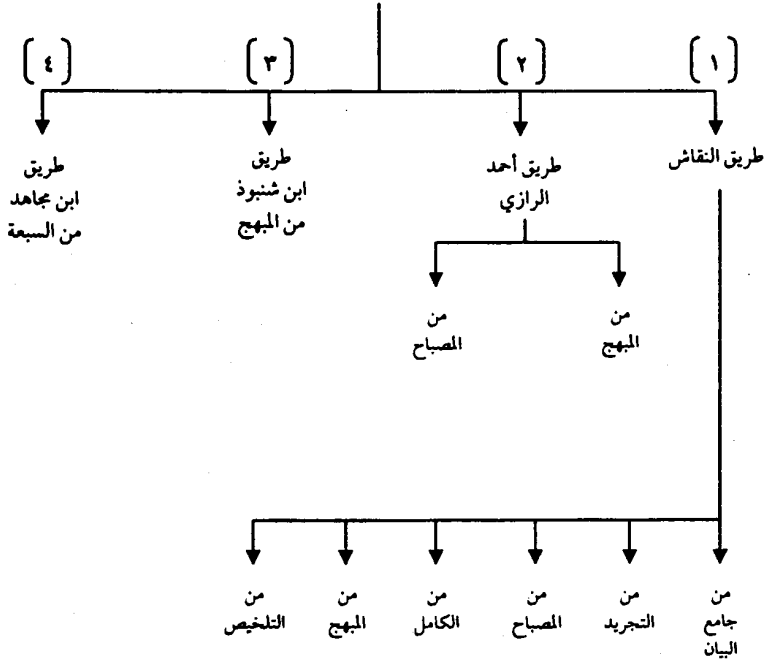 [١] [٢] [٣] [٤]
طريق النقاش
طريق أحمد
الرازي
طريق
ابن شنبوذ
من المبهج
طريق
ابن مجاهد
من السبعة
من
المبهج
من
المصباح
من
جامع
البيان
من
التجريد
من
المصباح
من
الكامل
من
المبهج
من
التلخيص